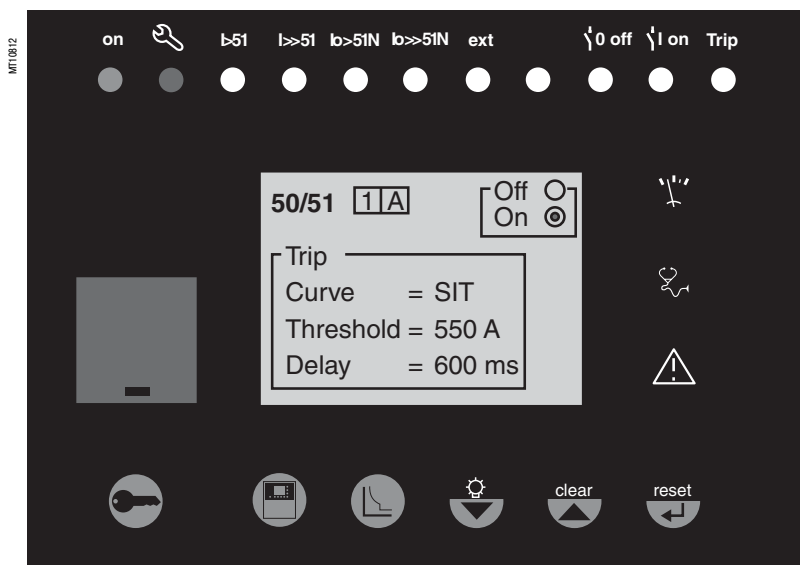 MT10812
on I>51 I>>51 Io>51N Io>>51N ext 0 off I on Trip
50/51 1 A
Off
On
Trip
Curve = SIT
Threshold = 550 A
Delay = 600 ms
clear reset